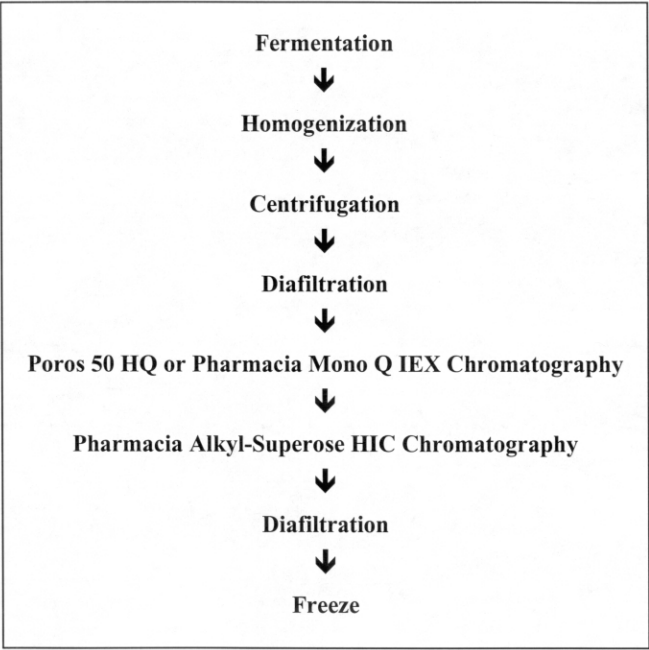 Fermentation
Homogenization
Centrifugation
Diafiltration
Poros 50 HQ or Pharmacia Mono Q IEX Chromatography
Pharmacia Alkyl-Superose HIC Chromatography
Diafiltration
Freeze